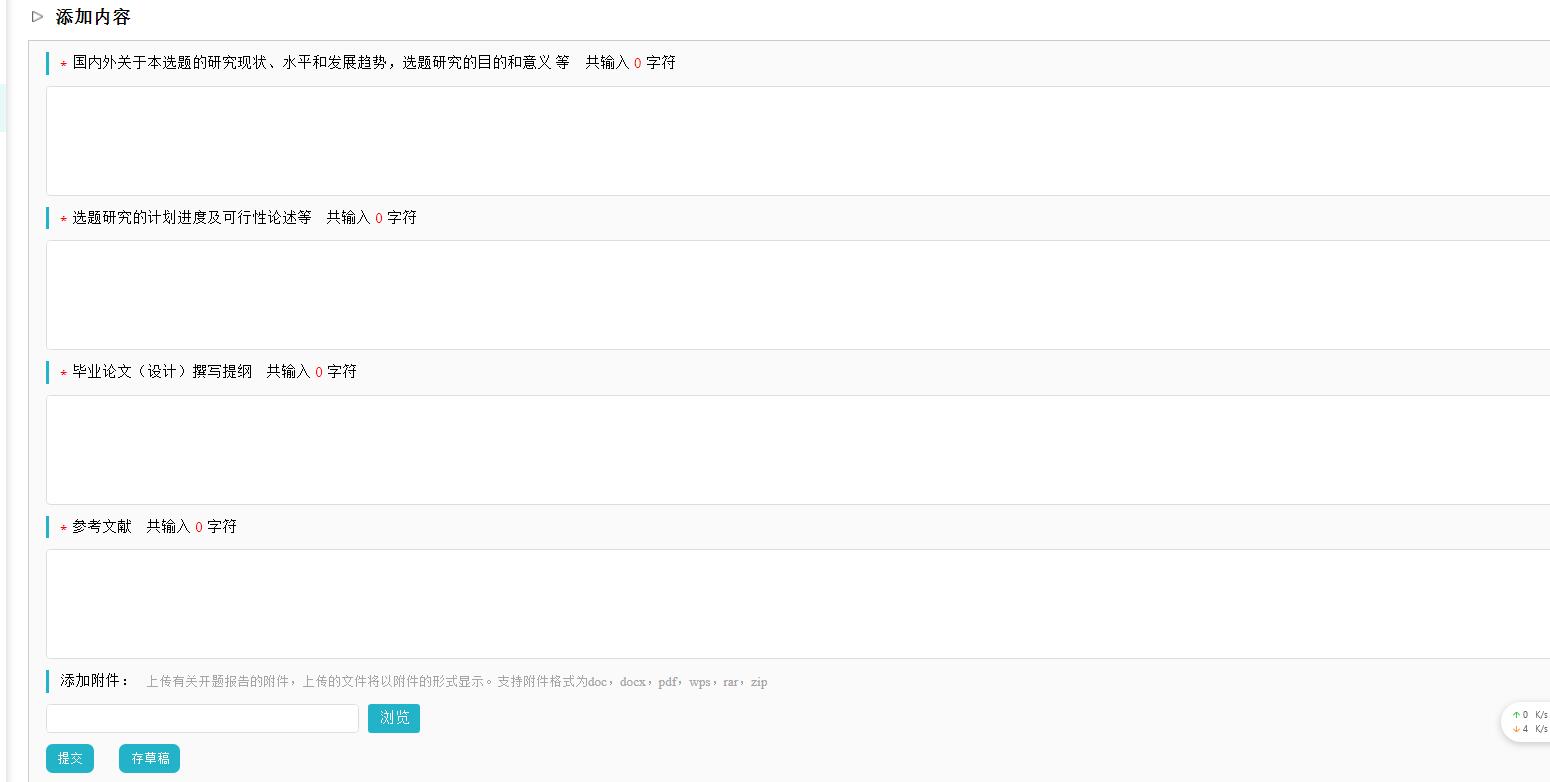 添加内容
* 国内外关于本选题的研究现状、水平和发展趋势，选题研究的目的和意义 等 共输入 0 字符
* 选题研究的计划进度及可行性论述等 共输入 0 字符
* 毕业论文（设计）撰写提纲 共输入 0 字符
* 参考文献 共输入 0 字符
添加附件： 上传有关开题报告的附件，上传的文件将以附件的形式显示。支持附件格式为doc，docx，pdf，wps，rar，zip
浏览
↑ 0 K/s
↓ 4 K/s
提交 存草稿